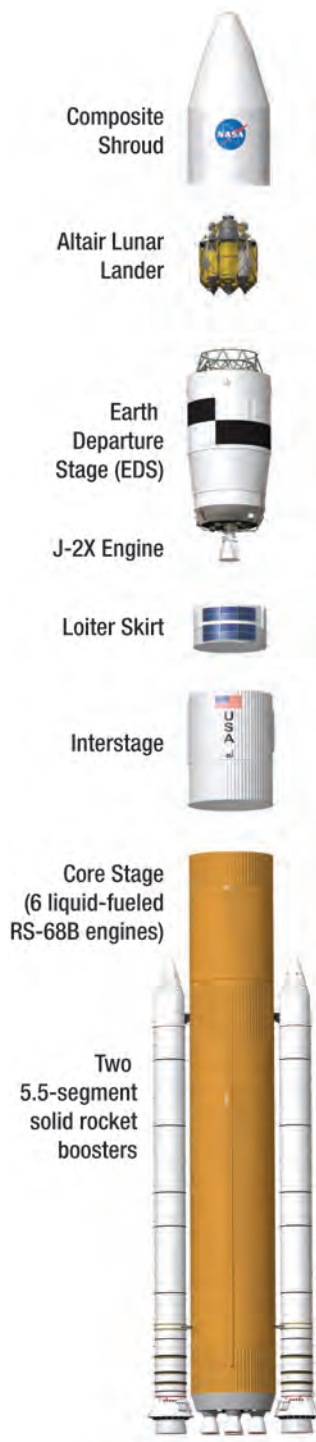 Composite
Shroud
NASA
Altair Lunar
Lander
Earth
Departure
Stage (EDS)
J-2X Engine
Loiter Skirt
Interstage
USA
Core Stage
(6 liquid-fueled
RS-68B engines)
Two
5.5-segment
solid rocket
boosters